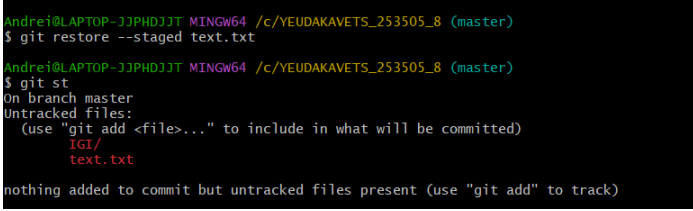 Andrei@LAPTOP-JJPHDJJT MINGW64 /c/YEUDAKAVETS_253505_8 (master)
$ git restore --staged text.txt
Andrei@LAPTOP-JJPHDJJT MINGW64 /c/YEUDAKAVETS_253505_8 (master)
$ git st
On branch master
Untracked files:
  (use "git add <file>..." to include in what will be committed)
        IGI/
        text.txt
nothing added to commit but untracked files present (use "git add" to track)